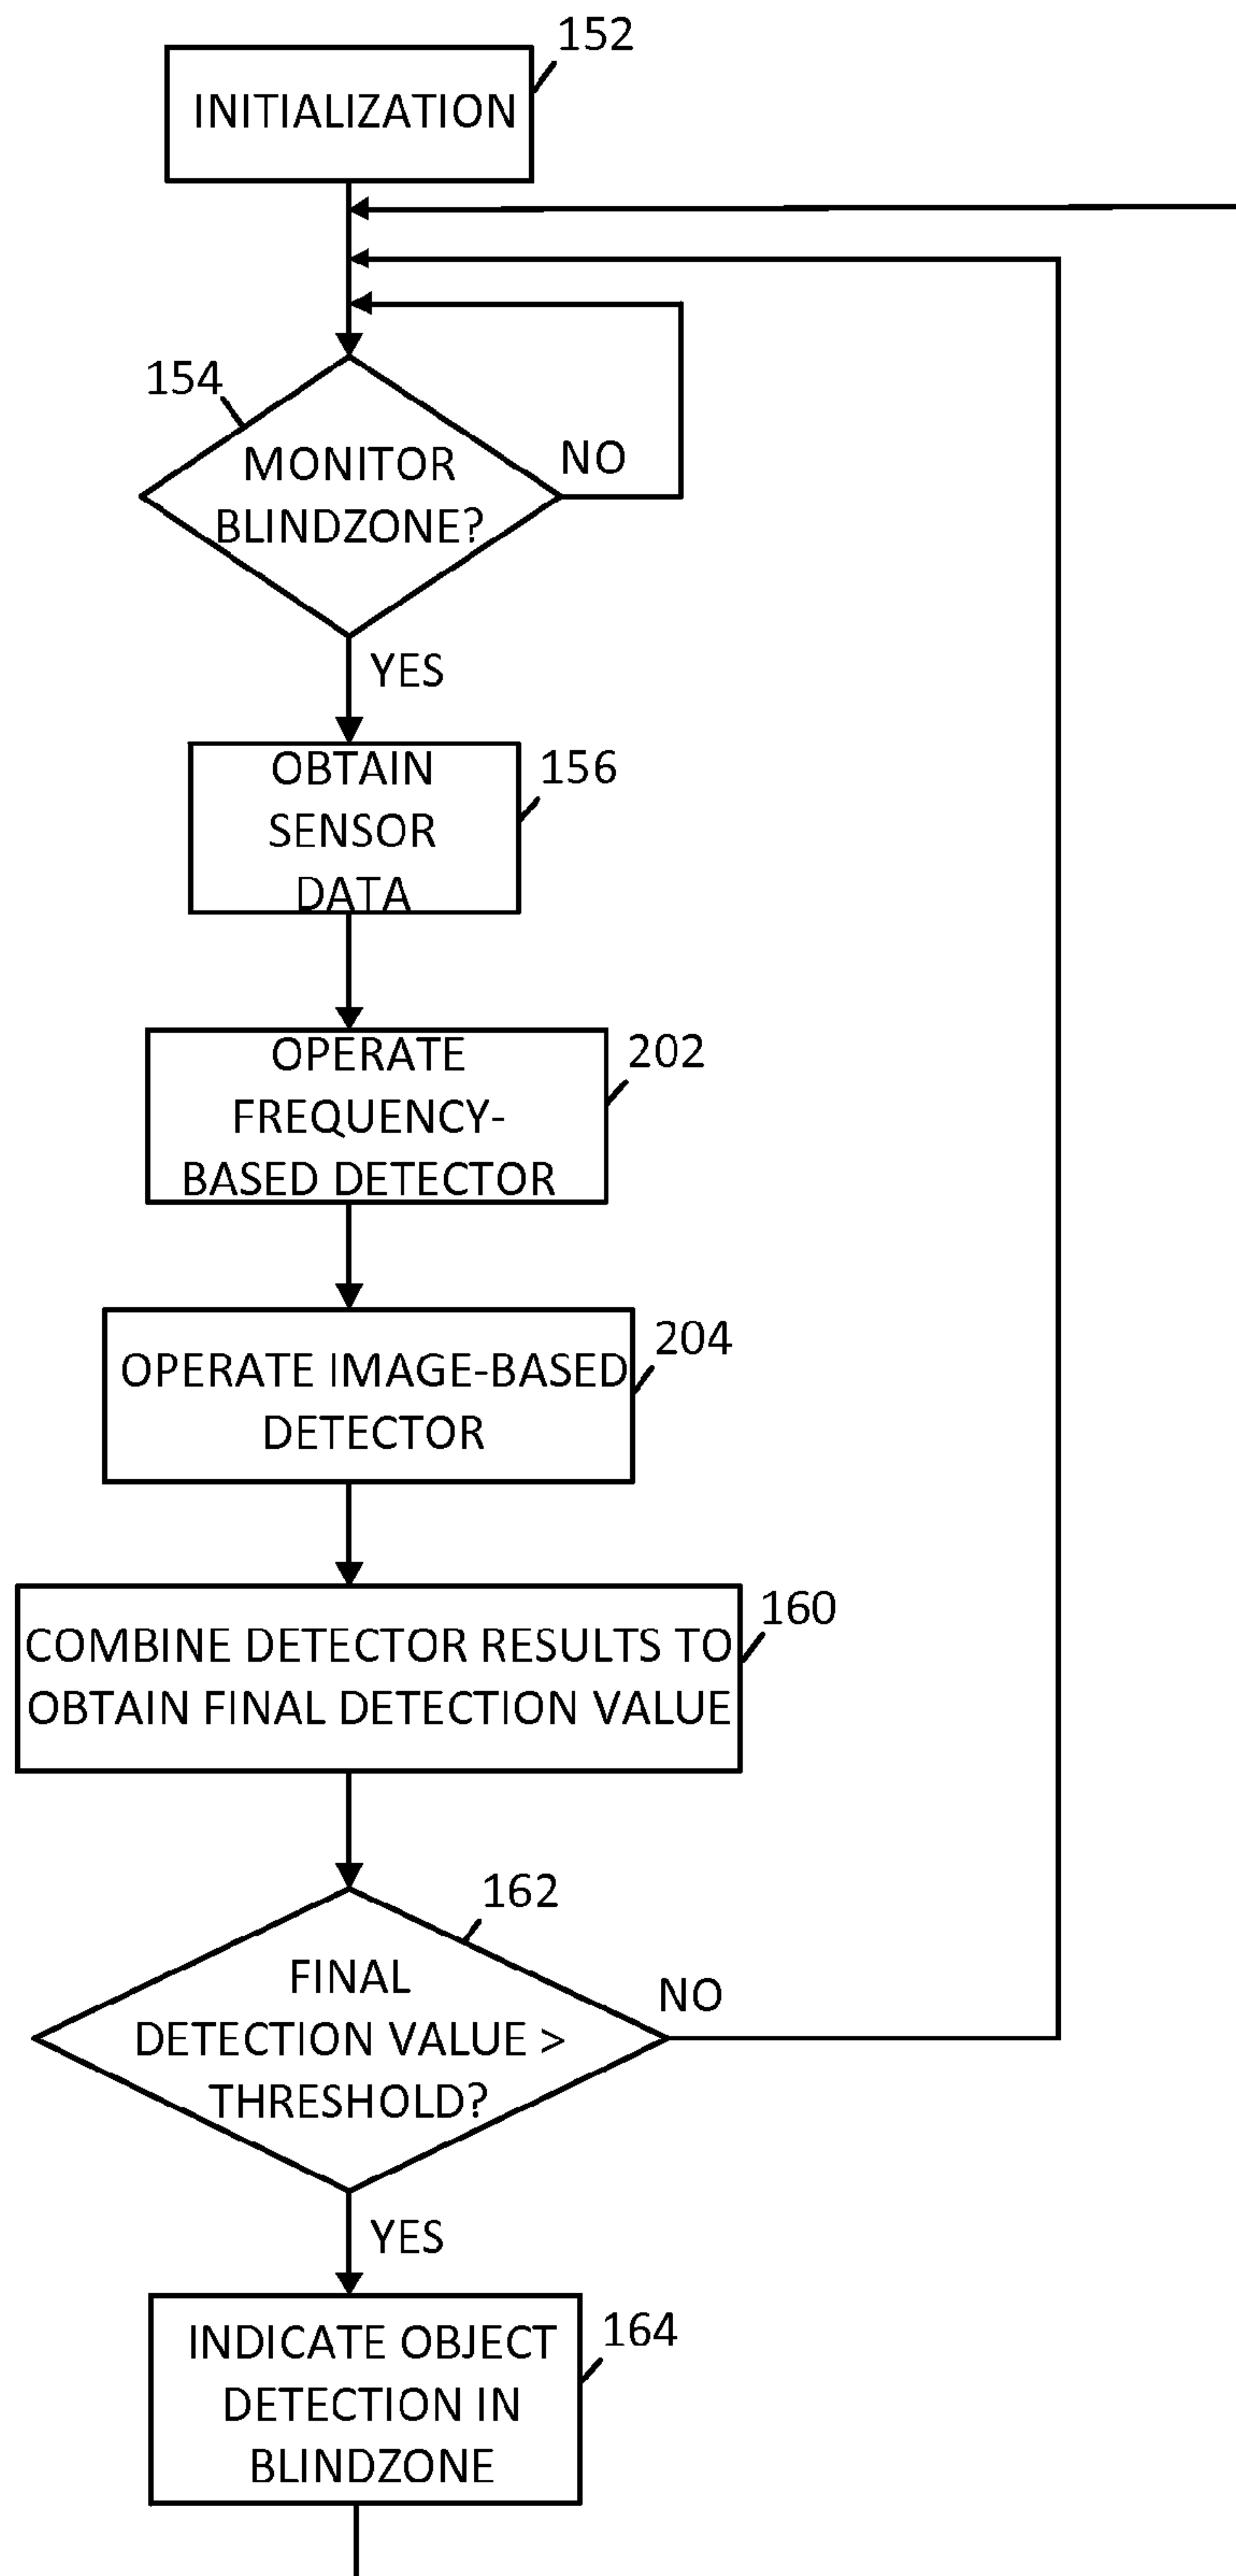 152
INITIALIZATION
154
MONITOR
BLINDZONE?
NO
YES
OBTAIN
SENSOR
DATA
156
OPERATE
FREQUENCY-
BASED DETECTOR
202
OPERATE IMAGE-BASED
DETECTOR
204
COMBINE DETECTOR RESULTS TO
OBTAIN FINAL DETECTION VALUE
160
162
FINAL
DETECTION VALUE >
THRESHOLD?
NO
YES
INDICATE OBJECT
DETECTION IN
BLINDZONE
164